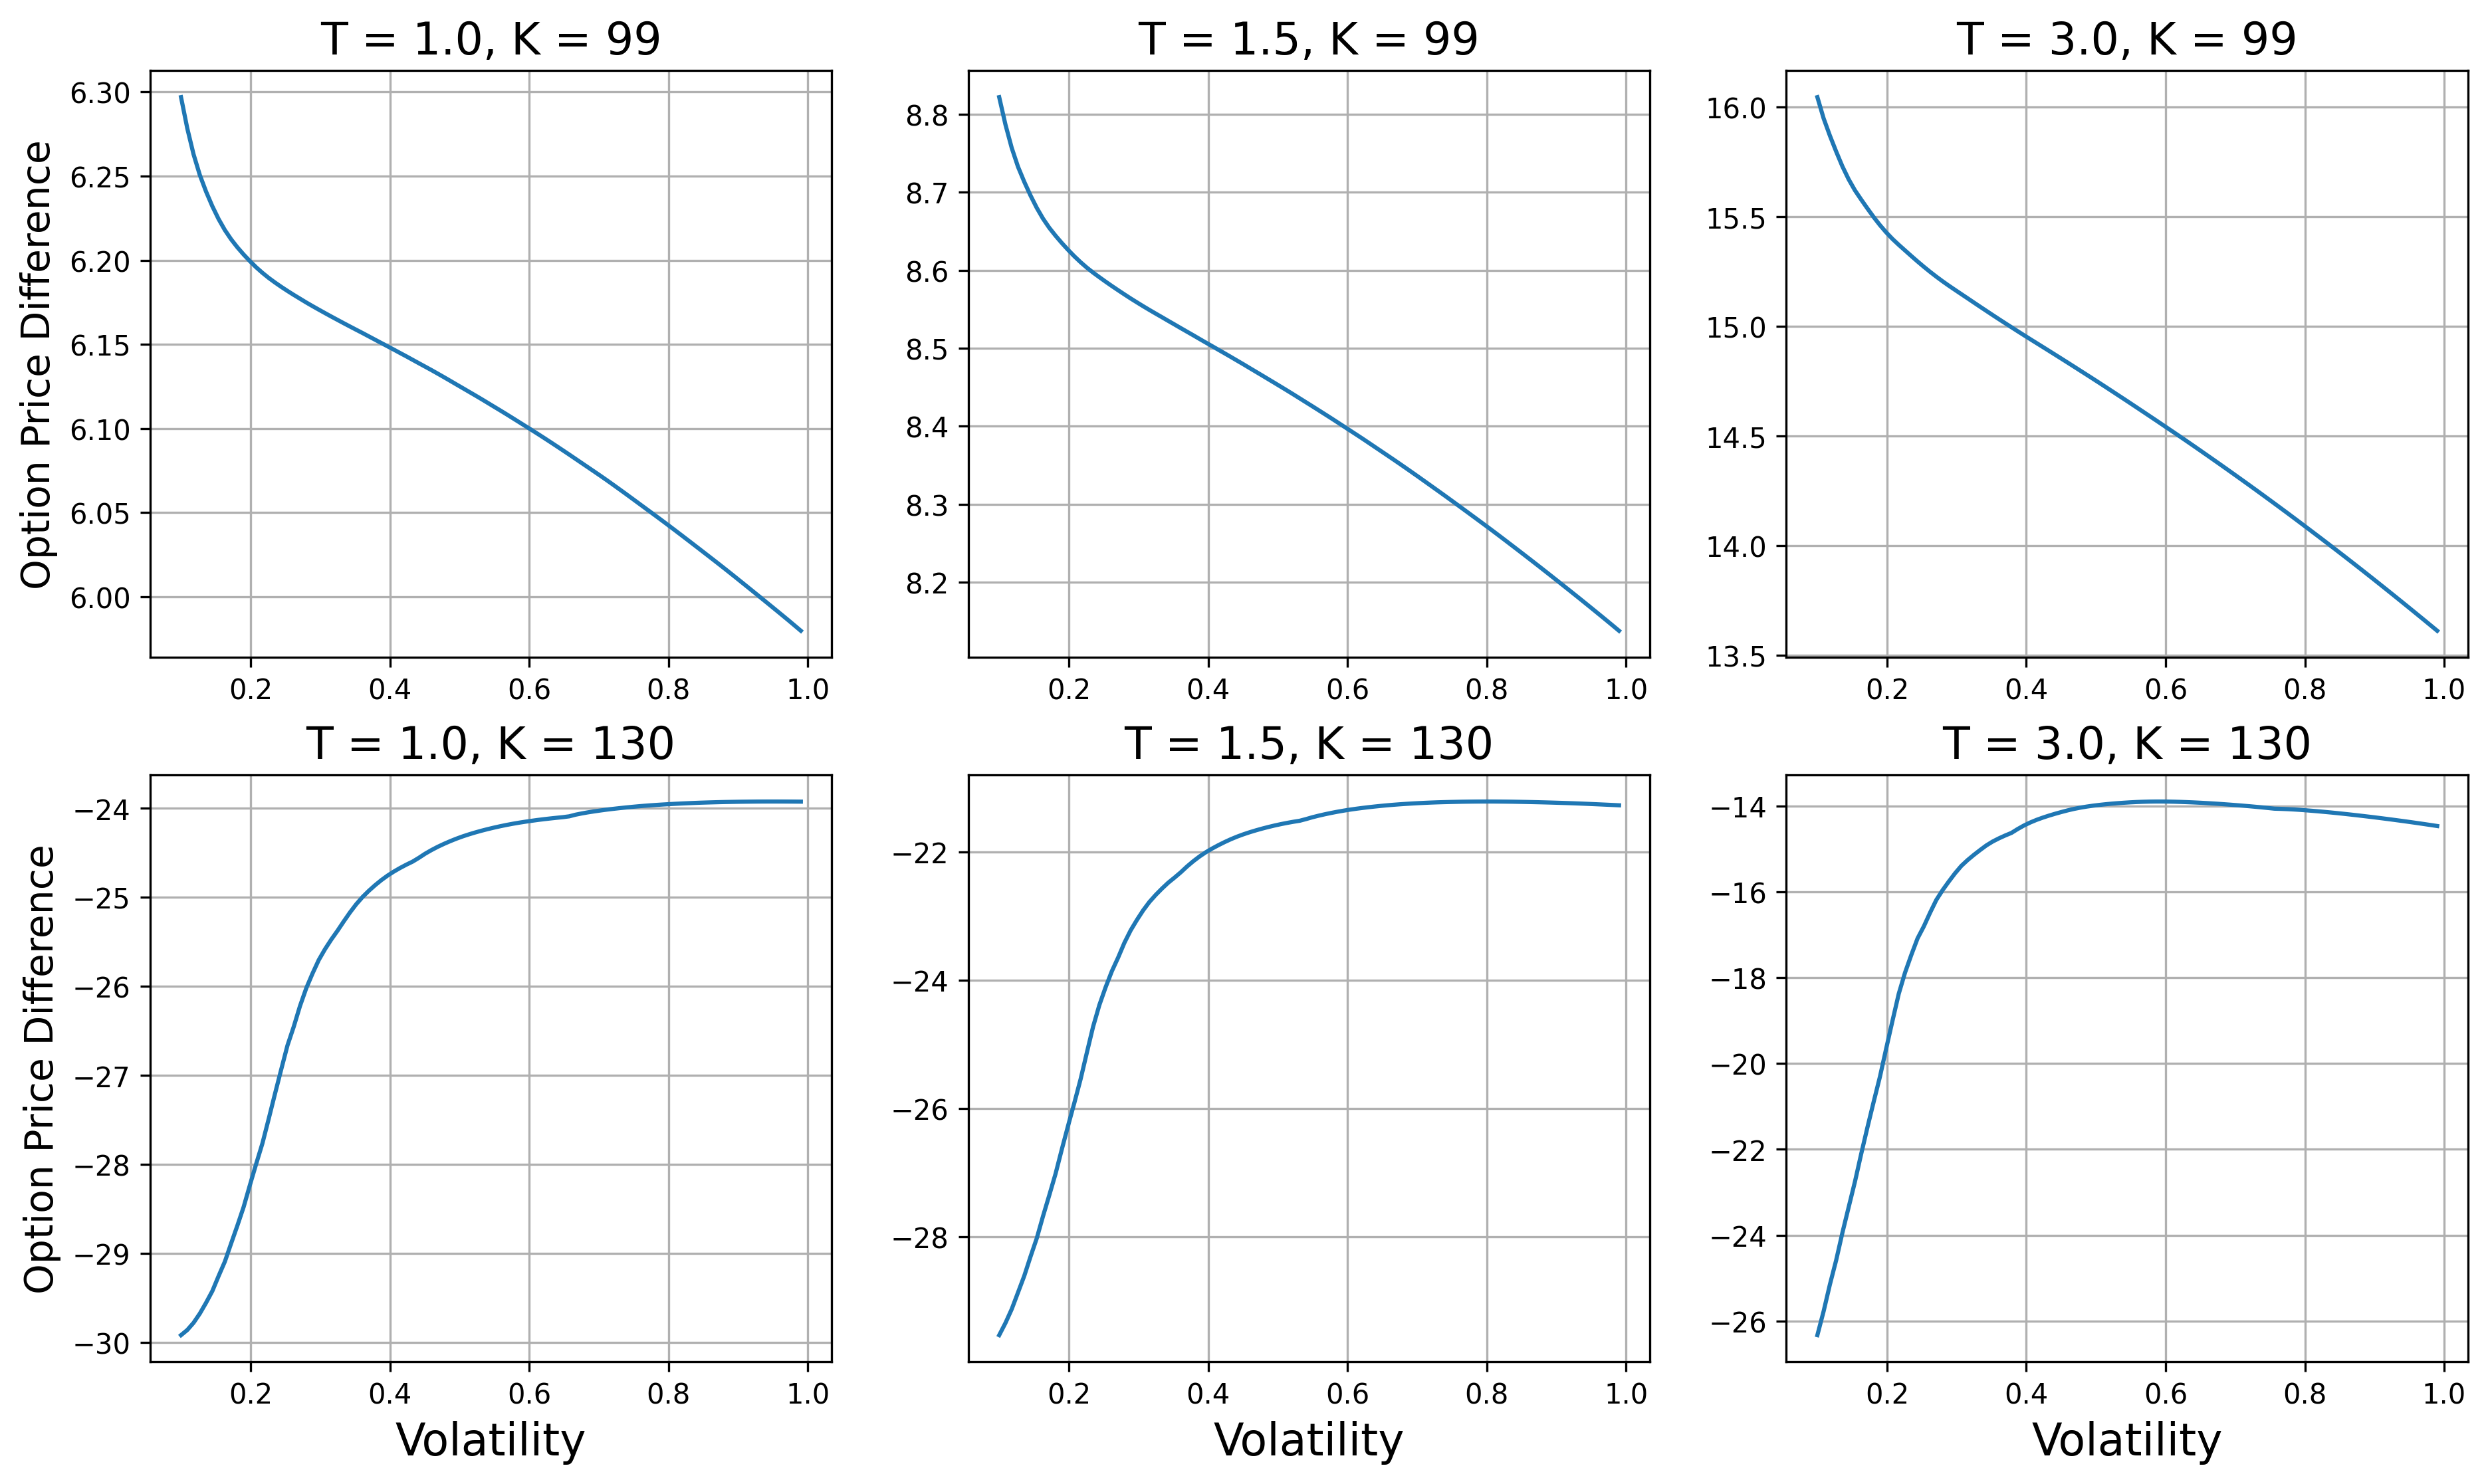 T = 1.0, K = 99
Option Price Difference
6.30
6.25
6.20
6.15
6.10
6.05
6.00
0.2 0.4 0.6 0.8 1.0
T = 1.5, K = 99
8.8
8.7
8.6
8.5
8.4
8.3
8.2
0.2 0.4 0.6 0.8 1.0
T = 3.0, K = 99
16.0
15.5
15.0
14.5
14.0
13.5
0.2 0.4 0.6 0.8 1.0
T = 1.0, K = 130
Option Price Difference
−24
−25
−26
−27
−28
−29
−30
0.2 0.4 0.6 0.8 1.0
Volatility
T = 1.5, K = 130
−22
−24
−26
−28
0.2 0.4 0.6 0.8 1.0
Volatility
T = 3.0, K = 130
−14
−16
−18
−20
−22
−24
−26
0.2 0.4 0.6 0.8 1.0
Volatility